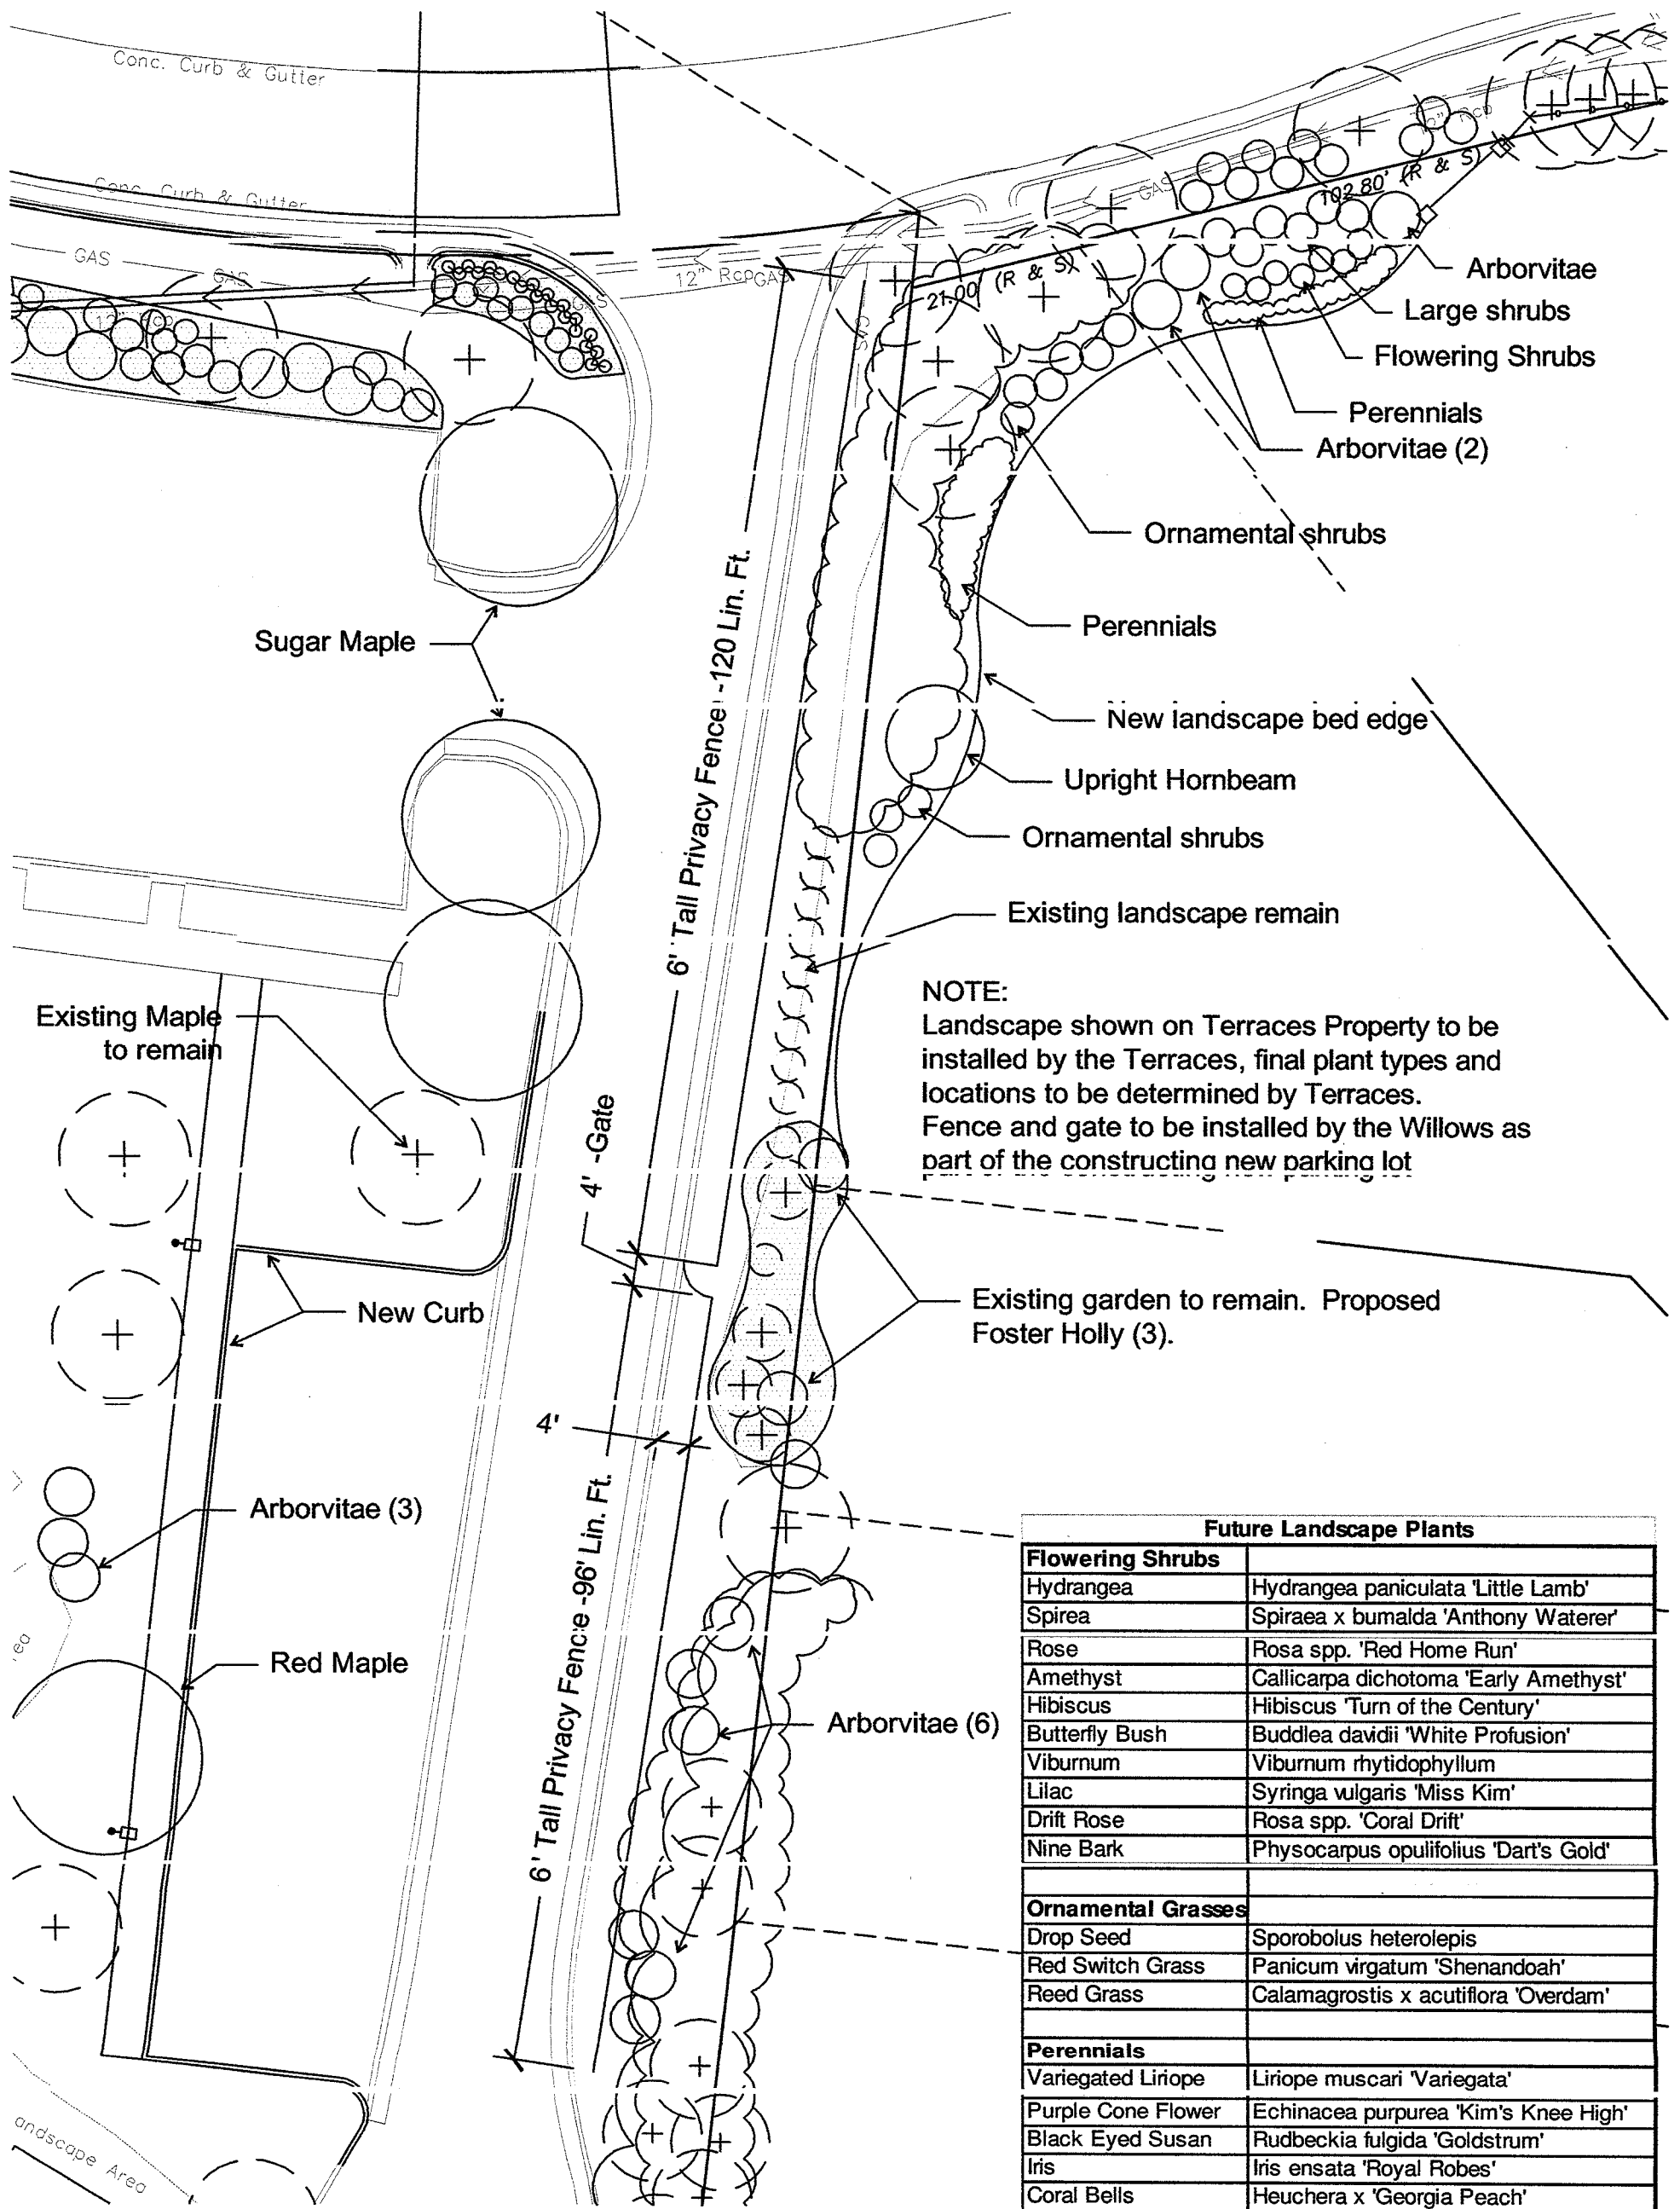 Conc. Curb & Gutter
Conc. Curb & Gutter
GAS
GAS
GAS
12" Rcp
GAS
GAS
GAS
12" Rcp
102.80' (R & S)
21.00 (R & S)
Arborvitae
Large shrubs
Flowering Shrubs
Perennials
Arborvitae (2)
Ornamental shrubs
Perennials
Sugar Maple
6' Tall Privacy Fence -120 Lin. Ft.
New landscape bed edge
Upright Hornbeam
Ornamental shrubs
Existing landscape remain
Existing Maple
to remain
NOTE:
Landscape shown on Terraces Property to be
installed by the Terraces, final plant types and
locations to be determined by Terraces.
Fence and gate to be installed by the Willows as
part of the constructing new parking lot
4' -Gate
New Curb
Existing garden to remain. Proposed
Foster Holly (3).
4'
Arborvitae (3)
6' Tall Privacy Fence -96' Lin. Ft.
Red Maple
Arborvitae (6)
andscape Area
Future Landscape Plants
Flowering Shrubs
Hydrangea Hydrangea paniculata 'Little Lamb'
Spirea Spiraea x bumalda 'Anthony Waterer'
Rose Rosa spp. 'Red Home Run'
Amethyst Callicarpa dichotoma 'Early Amethyst'
Hibiscus Hibiscus 'Turn of the Century'
Butterfly Bush Buddlea davidii 'White Profusion'
Viburnum Viburnum rhytidophyllum
Lilac Syringa vulgaris 'Miss Kim'
Drift Rose Rosa spp. 'Coral Drift'
Nine Bark Physocarpus opulifolius 'Dart's Gold'
Ornamental Grasses
Drop Seed Sporobolus heterolepis
Red Switch Grass Panicum virgatum 'Shenandoah'
Reed Grass Calamagrostis x acutiflora 'Overdam'
Perennials
Variegated Liriope Liriope muscari 'Variegata'
Purple Cone Flower Echinacea purpurea 'Kim's Knee High'
Black Eyed Susan Rudbeckia fulgida 'Goldstrum'
Iris Iris ensata 'Royal Robes'
Coral Bells Heuchera x 'Georgia Peach'